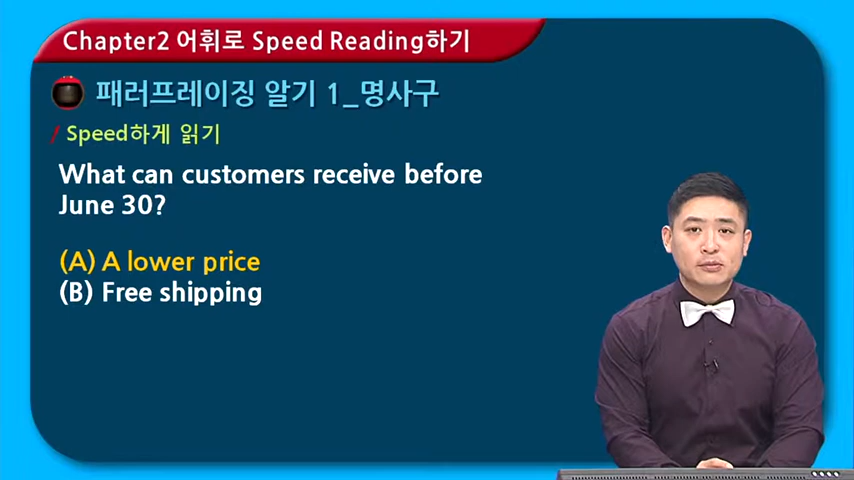 Chapter2 어휘로 Speed Reading하기
패러프레이징 알기 1_명사구
/ Speed하게 읽기
What can customers receive before
June 30?
(A) A lower price
(B) Free shipping